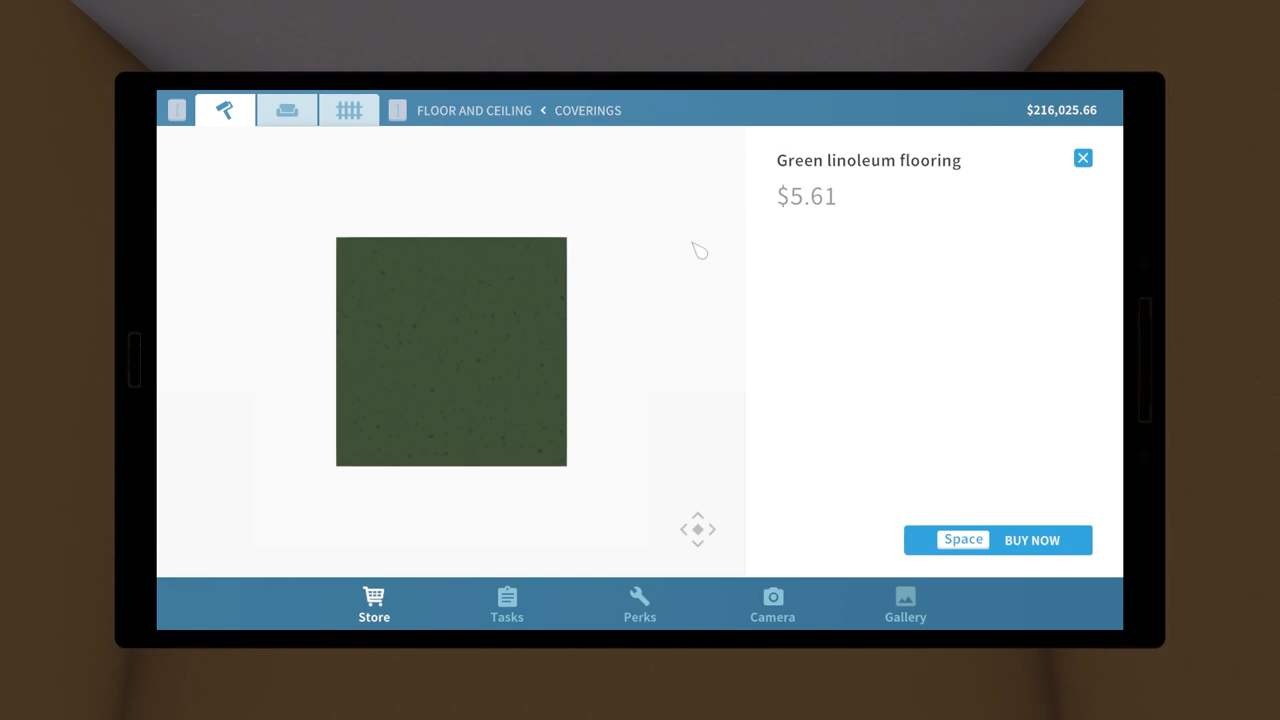 FLOOR AND CEILING < COVERINGS
$216,025.66
Green linoleum flooring
$5.61
Space BUY NOW
Store
Tasks
Perks
Camera
Gallery